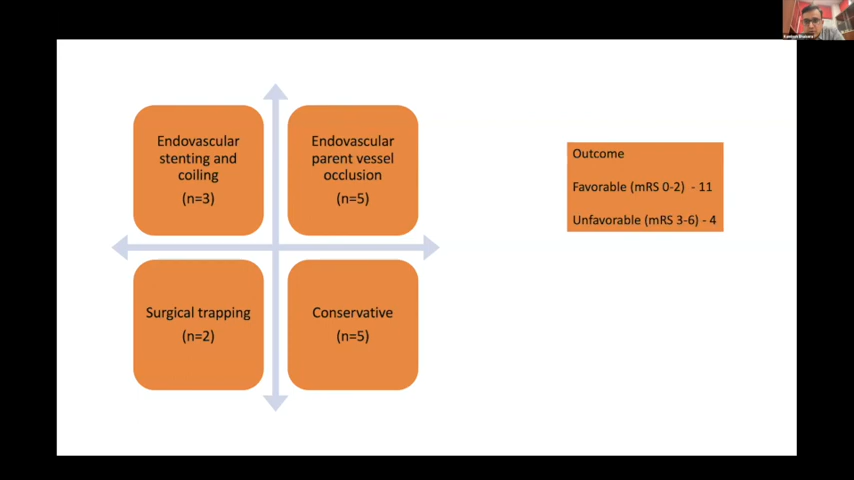 Endovascular
stenting and
coiling
(n=3)
Endovascular
parent vessel
occlusion
(n=5)
Surgical trapping
(n=2)
Conservative
(n=5)
Outcome
Favorable (mRS 0-2) - 11
Unfavorable (mRS 3-6) - 4